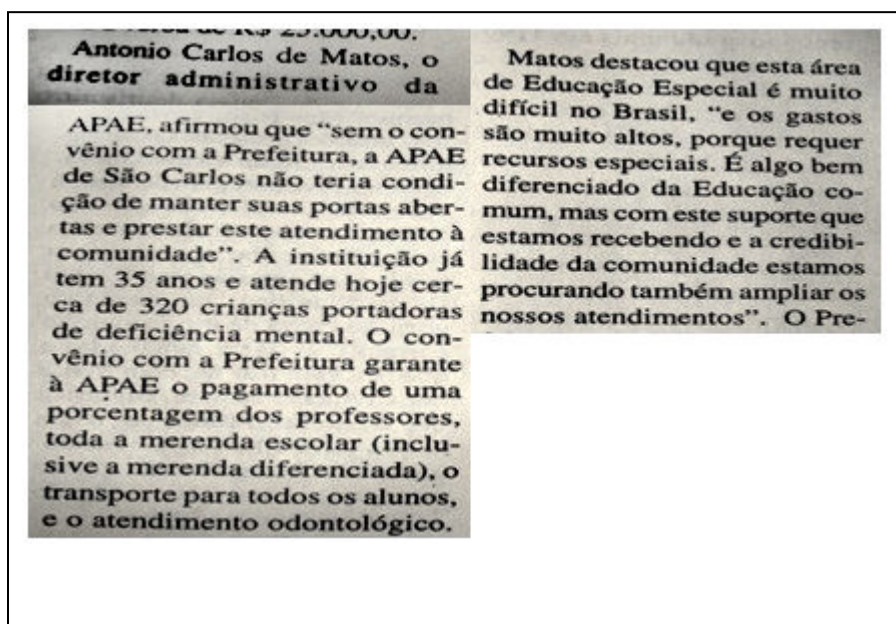 de R$ 25.000,00.
Antonio Carlos de Matos, o
diretor administrativo da
APAE, afirmou que “sem o con-
vênio com a Prefeitura, a APAE
de São Carlos não teria condi-
ção de manter suas portas aber-
tas e prestar este atendimento à
comunidade”. A instituição já
tem 35 anos e atende hoje cer-
ca de 320 crianças portadoras
de deficiência mental. O con-
vênio com a Prefeitura garante
à APAE o pagamento de uma
porcentagem dos professores,
toda a merenda escolar (inclu-
sive a merenda diferenciada), o
transporte para todos os alunos,
e o atendimento odontológico.
Matos destacou que esta área
de Educação Especial é muito
difícil no Brasil, “e os gastos
são muito altos, porque requer
recursos especiais. É algo bem
diferenciado da Educação co-
mum, mas com este suporte que
estamos recebendo e a credibi-
lidade da comunidade estamos
procurando também ampliar os
nossos atendimentos”. O Pre-